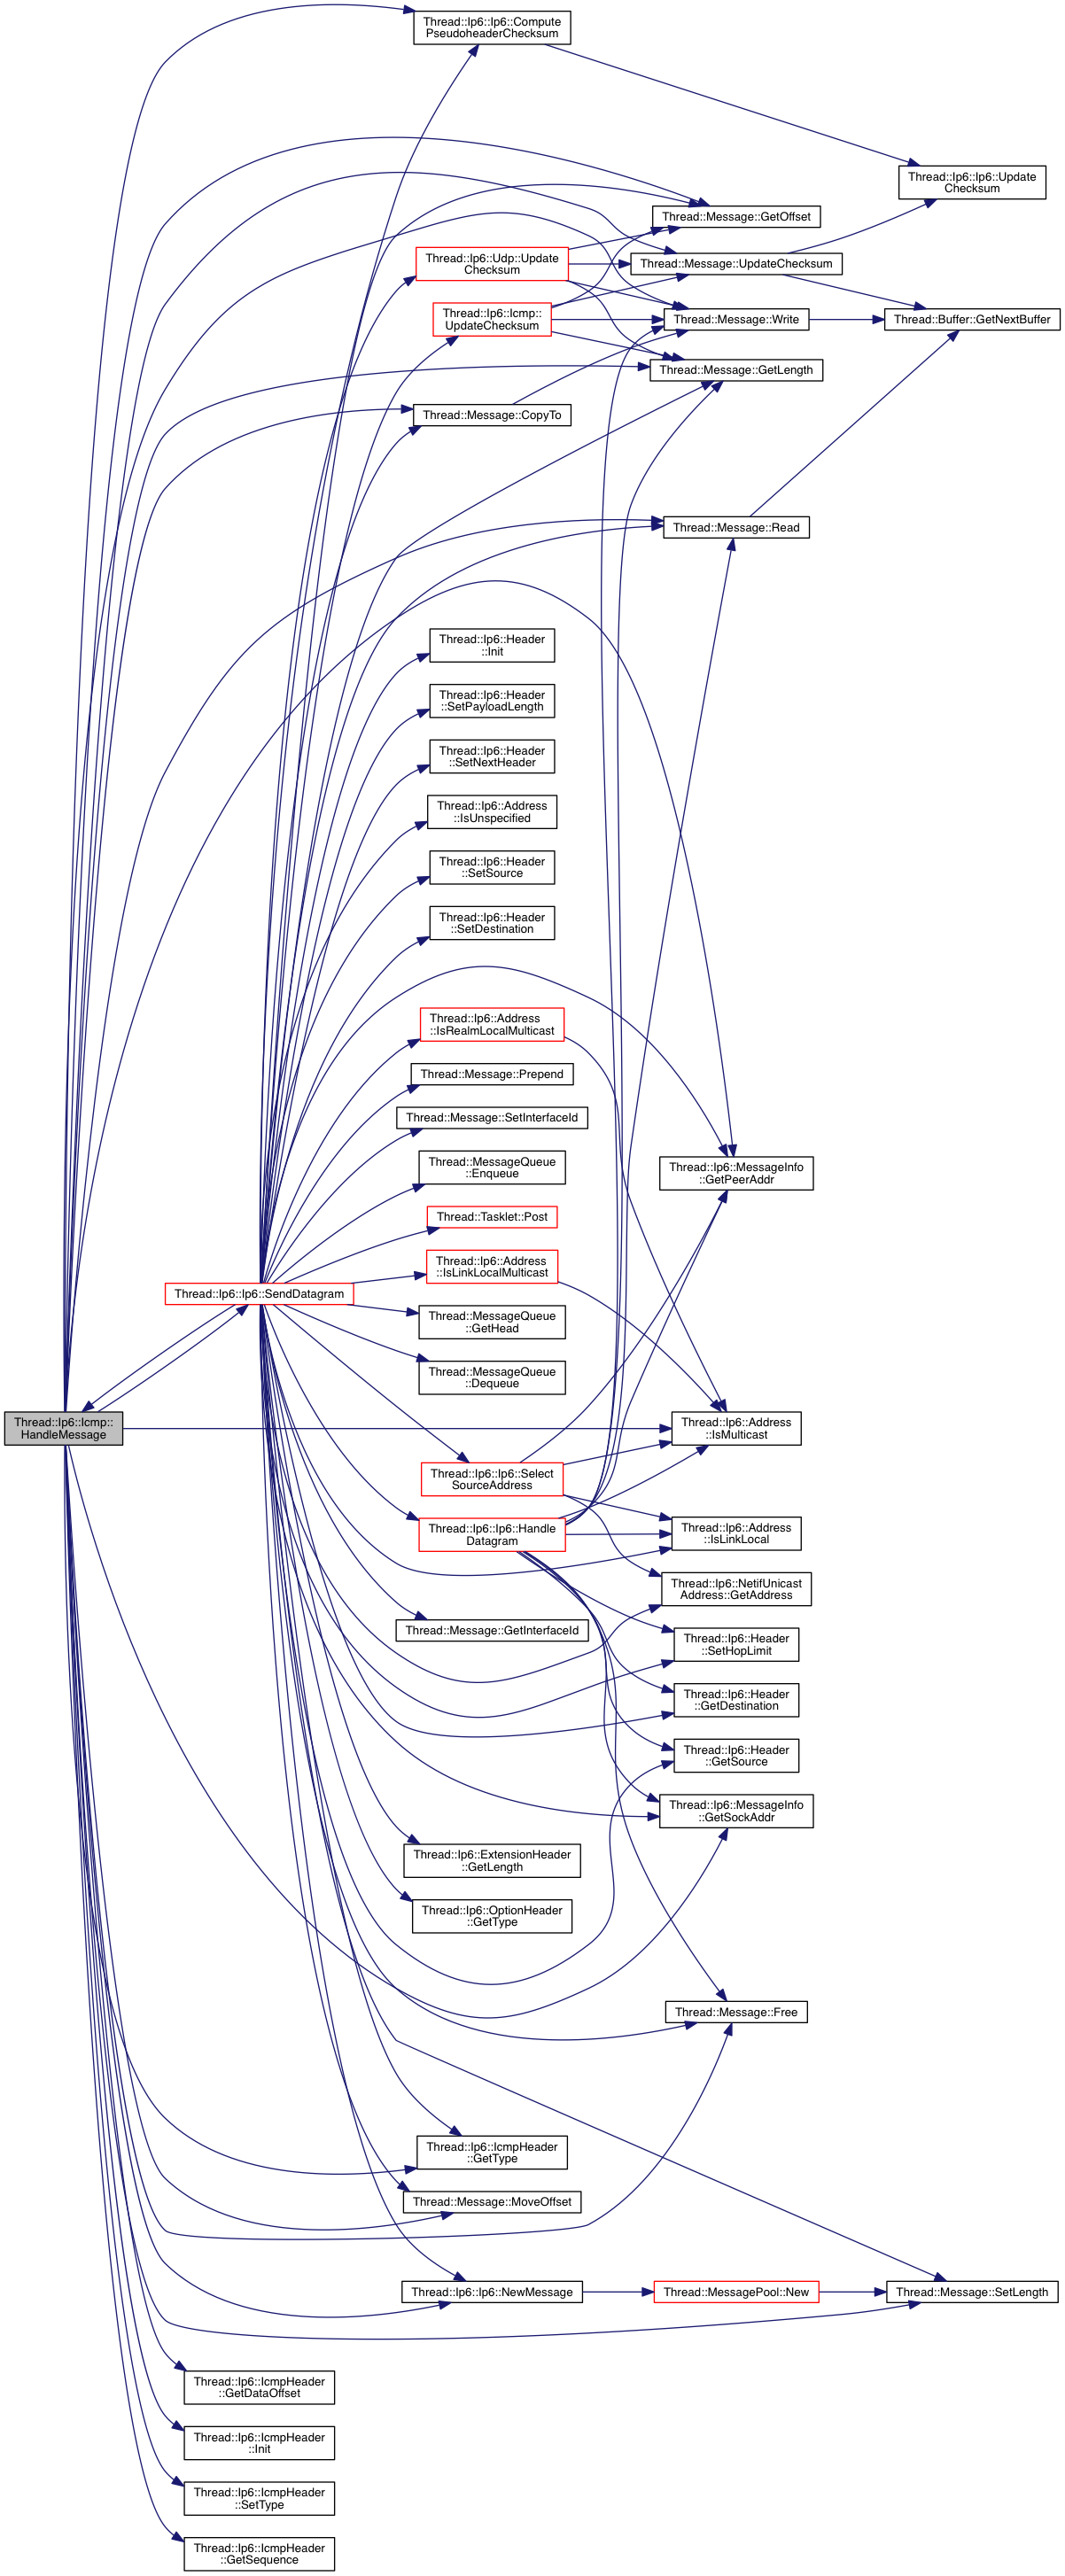 Thread::Ip6::Ip6::Compute
PseudoheaderChecksum
Thread::Ip6::Ip6::Update
Checksum
Thread::Message::GetOffset
Thread::Ip6::Udp::Update
Checksum
Thread::Message::UpdateChecksum
Thread::Ip6::Icmp::
UpdateChecksum
Thread::Message::Write
Thread::Buffer::GetNextBuffer
Thread::Message::GetLength
Thread::Message::CopyTo
Thread::Message::Read
Thread::Ip6::Header
::Init
Thread::Ip6::Header
::SetPayloadLength
Thread::Ip6::Header
::SetNextHeader
Thread::Ip6::Address
::IsUnspecified
Thread::Ip6::Header
::SetSource
Thread::Ip6::Header
::SetDestination
Thread::Ip6::Address
::IsRealmLocalMulticast
Thread::Message::Prepend
Thread::Message::SetInterfaceId
Thread::MessageQueue
::Enqueue
Thread::Ip6::MessageInfo
::GetPeerAddr
Thread::Tasklet::Post
Thread::Ip6::Address
::IsLinkLocalMulticast
Thread::Ip6::Ip6::SendDatagram
Thread::MessageQueue
::GetHead
Thread::MessageQueue
::Dequeue
Thread::Ip6::Icmp::
HandleMessage
Thread::Ip6::Address
::IsMulticast
Thread::Ip6::Ip6::Select
SourceAddress
Thread::Ip6::Ip6::Handle
Datagram
Thread::Ip6::Address
::IsLinkLocal
Thread::Ip6::NetifUnicast
Address::GetAddress
Thread::Message::GetInterfaceId
Thread::Ip6::Header
::SetHopLimit
Thread::Ip6::Header
::GetDestination
Thread::Ip6::Header
::GetSource
Thread::Ip6::MessageInfo
::GetSockAddr
Thread::Ip6::ExtensionHeader
::GetLength
Thread::Ip6::OptionHeader
::GetType
Thread::Message::Free
Thread::Ip6::IcmpHeader
::GetType
Thread::Message::MoveOffset
Thread::Ip6::Ip6::NewMessage
Thread::MessagePool::New
Thread::Message::SetLength
Thread::Ip6::IcmpHeader
::GetDataOffset
Thread::Ip6::IcmpHeader
::Init
Thread::Ip6::IcmpHeader
::SetType
Thread::Ip6::IcmpHeader
::GetSequence